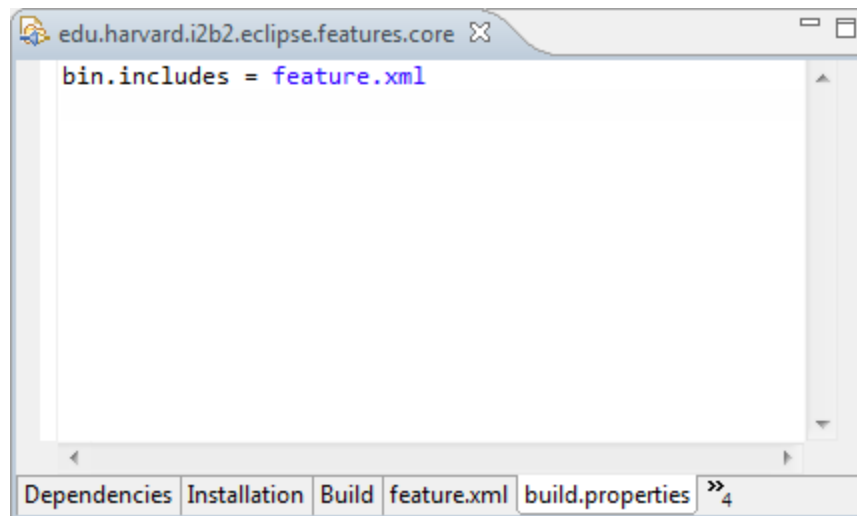 edu.harvard.i2b2.eclipse.features.core
bin.includes = feature.xml
Dependencies Installation Build feature.xml build.properties »4